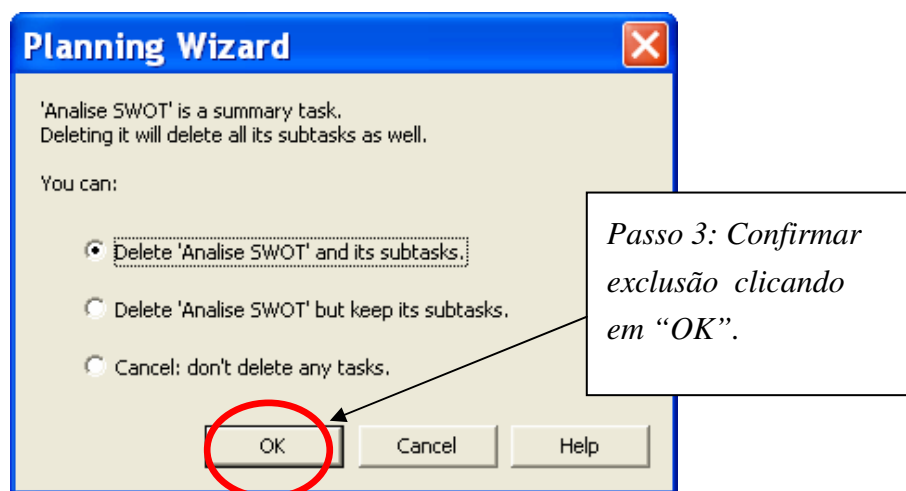 Planning Wizard
'Analise SWOT' is a summary task.
Deleting it will delete all its subtasks as well.
You can:
Delete 'Analise SWOT' and its subtasks.
Delete 'Analise SWOT' but keep its subtasks.
Cancel: don't delete any tasks.
OK Cancel Help
Passo 3: Confirmar
exclusão clicando
em “OK”.